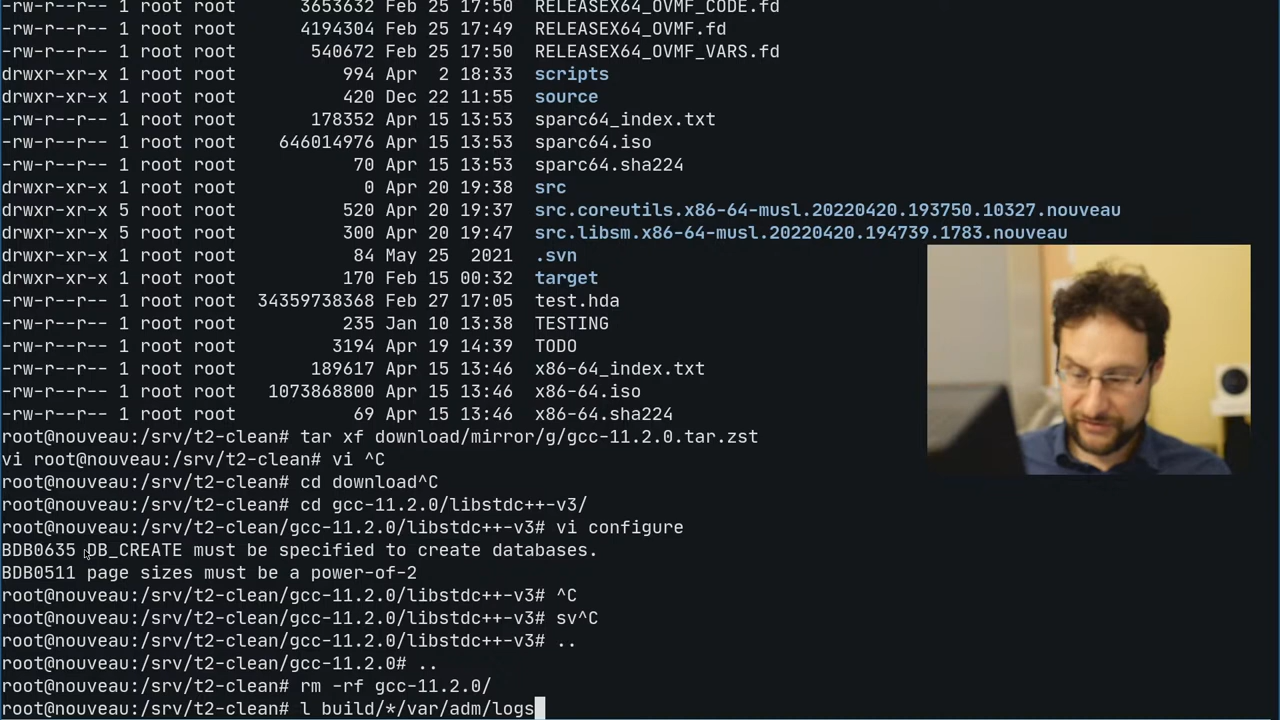 -rw-r--r-- 1 root root     3653632 Feb 25 17:50  RELEASEX64_OVMF_CODE.fd
-rw-r--r-- 1 root root     4194304 Feb 25 17:49  RELEASEX64_OVMF.fd
-rw-r--r-- 1 root root      540672 Feb 25 17:50  RELEASEX64_OVMF_VARS.fd
drwxr-xr-x 1 root root         994 Apr  2 18:33  scripts
drwxr-xr-x 1 root root         420 Dec 22 11:55  source
-rw-r--r-- 1 root root      178352 Apr 15 13:53  sparc64_index.txt
-rw-r--r-- 1 root root   646014976 Apr 15 13:53  sparc64.iso
-rw-r--r-- 1 root root          70 Apr 15 13:53  sparc64.sha224
drwxr-xr-x 1 root root           0 Apr 20 19:38  src
drwxr-xr-x 5 root root         520 Apr 20 19:37  src.coreutils.x86-64-musl.20220420.193750.10327.nouveau
drwxr-xr-x 5 root root         300 Apr 20 19:47  src.libsm.x86-64-musl.20220420.194739.1783.nouveau
drwxr-xr-x 1 root root          84 May 25  2021  .svn
drwxr-xr-x 1 root root         170 Feb 15 00:32  target
-rw-r--r-- 1 root root 34359738368 Feb 27 17:05  test.hda
-rw-r--r-- 1 root root         235 Jan 10 13:38  TESTING
-rw-r--r-- 1 root root        3194 Apr 19 14:39  TODO
-rw-r--r-- 1 root root      189617 Apr 15 13:46  x86-64_index.txt
-rw-r--r-- 1 root root  1073868800 Apr 15 13:46  x86-64.iso
-rw-r--r-- 1 root root          69 Apr 15 13:46  x86-64.sha224
root@nouveau:/srv/t2-clean# tar xf download/mirror/g/gcc-11.2.0.tar.zst
vi root@nouveau:/srv/t2-clean# vi ^C
root@nouveau:/srv/t2-clean# cd download^C
root@nouveau:/srv/t2-clean# cd gcc-11.2.0/libstdc++-v3/
root@nouveau:/srv/t2-clean/gcc-11.2.0/libstdc++-v3# vi configure
BDB0635 DB_CREATE must be specified to create databases.
BDB0511 page sizes must be a power-of-2
root@nouveau:/srv/t2-clean/gcc-11.2.0/libstdc++-v3# ^C
root@nouveau:/srv/t2-clean/gcc-11.2.0/libstdc++-v3# sv^C
root@nouveau:/srv/t2-clean/gcc-11.2.0/libstdc++-v3# ..
root@nouveau:/srv/t2-clean/gcc-11.2.0# ..
root@nouveau:/srv/t2-clean# rm -rf gcc-11.2.0/
root@nouveau:/srv/t2-clean# l build/*/var/adm/logs